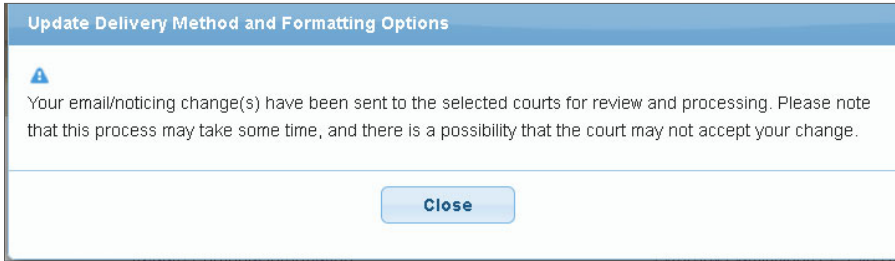 Update Delivery Method and Formatting Options
Your email/noticing change(s) have been sent to the selected courts for review and processing. Please note
that this process may take some time, and there is a possibility that the court may not accept your change.
Close